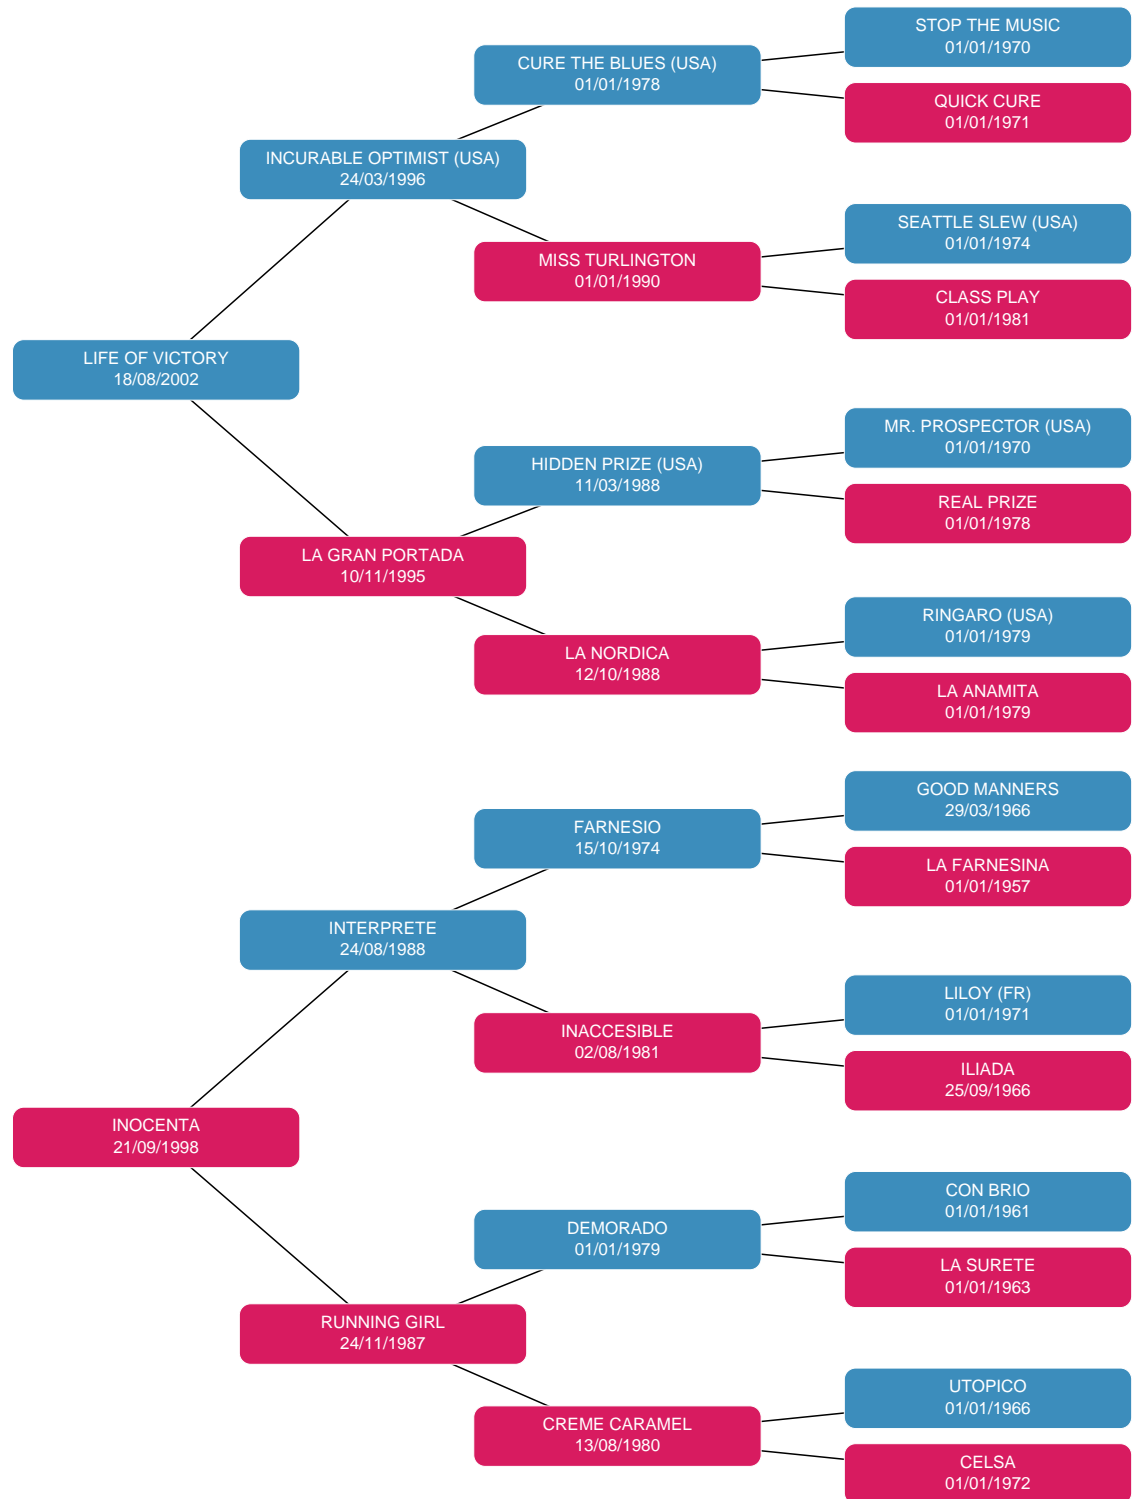 STOP THE MUSIC
01/01/1970
CURE THE BLUES (USA)
01/01/1978
QUICK CURE
01/01/1971
INCURABLE OPTIMIST (USA)
24/03/1996
SEATTLE SLEW (USA)
01/01/1974
MISS TURLINGTON
01/01/1990
CLASS PLAY
01/01/1981
LIFE OF VICTORY
18/08/2002
MR. PROSPECTOR (USA)
01/01/1970
HIDDEN PRIZE (USA)
11/03/1988
REAL PRIZE
01/01/1978
LA GRAN PORTADA
10/11/1995
RINGARO (USA)
01/01/1979
LA NORDICA
12/10/1988
LA ANAMITA
01/01/1979
GOOD MANNERS
29/03/1966
FARNESIO
15/10/1974
LA FARNESINA
01/01/1957
INTERPRETE
24/08/1988
LILOY (FR)
01/01/1971
INACCESIBLE
02/08/1981
ILIADA
25/09/1966
INOCENTA
21/09/1998
CON BRIO
01/01/1961
DEMORADO
01/01/1979
LA SURETE
01/01/1963
RUNNING GIRL
24/11/1987
UTOPICO
01/01/1966
CREME CARAMEL
13/08/1980
CELSA
01/01/1972